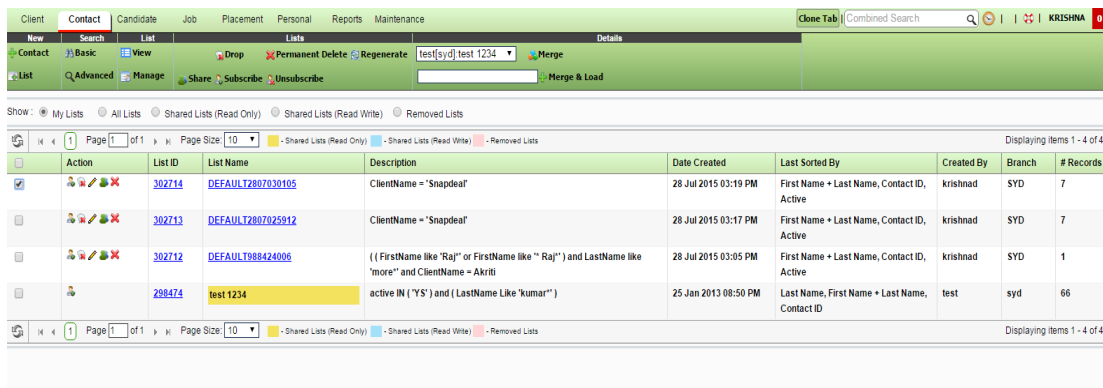 Client Contact Candidate Job Placement Personal Reports Maintenance Clone Tab Combined Search KRISHNA 0
New Search List Lists Details
Contact Basic View Drop Permanent Delete Regenerate test[syd]:test 1234 Merge
List Advanced Manage Share Subscribe Unsubscribe Merge & Load
Show : My Lists All Lists Shared Lists (Read Only) Shared Lists (Read Write) Removed Lists
1 Page 1 of 1 Page Size: 10 - Shared Lists (Read Only) - Shared Lists (Read Write) - Removed Lists Displaying items 1 - 4 of 4
Action List ID List Name Description Date Created Last Sorted By Created By Branch # Records
302714 DEFAULT2807030105 ClientName = 'Snapdeal' 28 Jul 2015 03:19 PM First Name + Last Name, Contact ID, krishnad SYD 7
Active
302713 DEFAULT2807025912 ClientName = 'Snapdeal' 28 Jul 2015 03:17 PM First Name + Last Name, Contact ID, krishnad SYD 7
Active
302712 DEFAULT988424006 ( ( FirstName like 'Raj*' or FirstName like '* Raj*' ) and LastName like 28 Jul 2015 03:05 PM First Name + Last Name, Contact ID, krishnad SYD 1
'more*' and ClientName = Akriti Active
298474 test 1234 active IN ( 'YS' ) and ( LastName Like 'kumar*' ) 25 Jan 2013 08:50 PM Last Name, First Name + Last Name, test syd 66
Contact ID
1 Page 1 of 1 Page Size: 10 - Shared Lists (Read Only) - Shared Lists (Read Write) - Removed Lists Displaying items 1 - 4 of 4